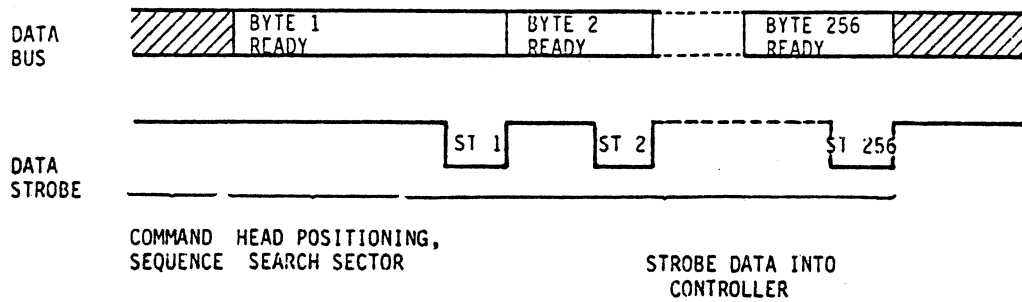 DATA
BUS
BYTE 1
READY
BYTE 2
READY
BYTE 256
READY
DATA
STROBE
ST 1
ST 2
ST 256
COMMAND
SEQUENCE
HEAD POSITIONING,
SEARCH SECTOR
STROBE DATA INTO
CONTROLLER